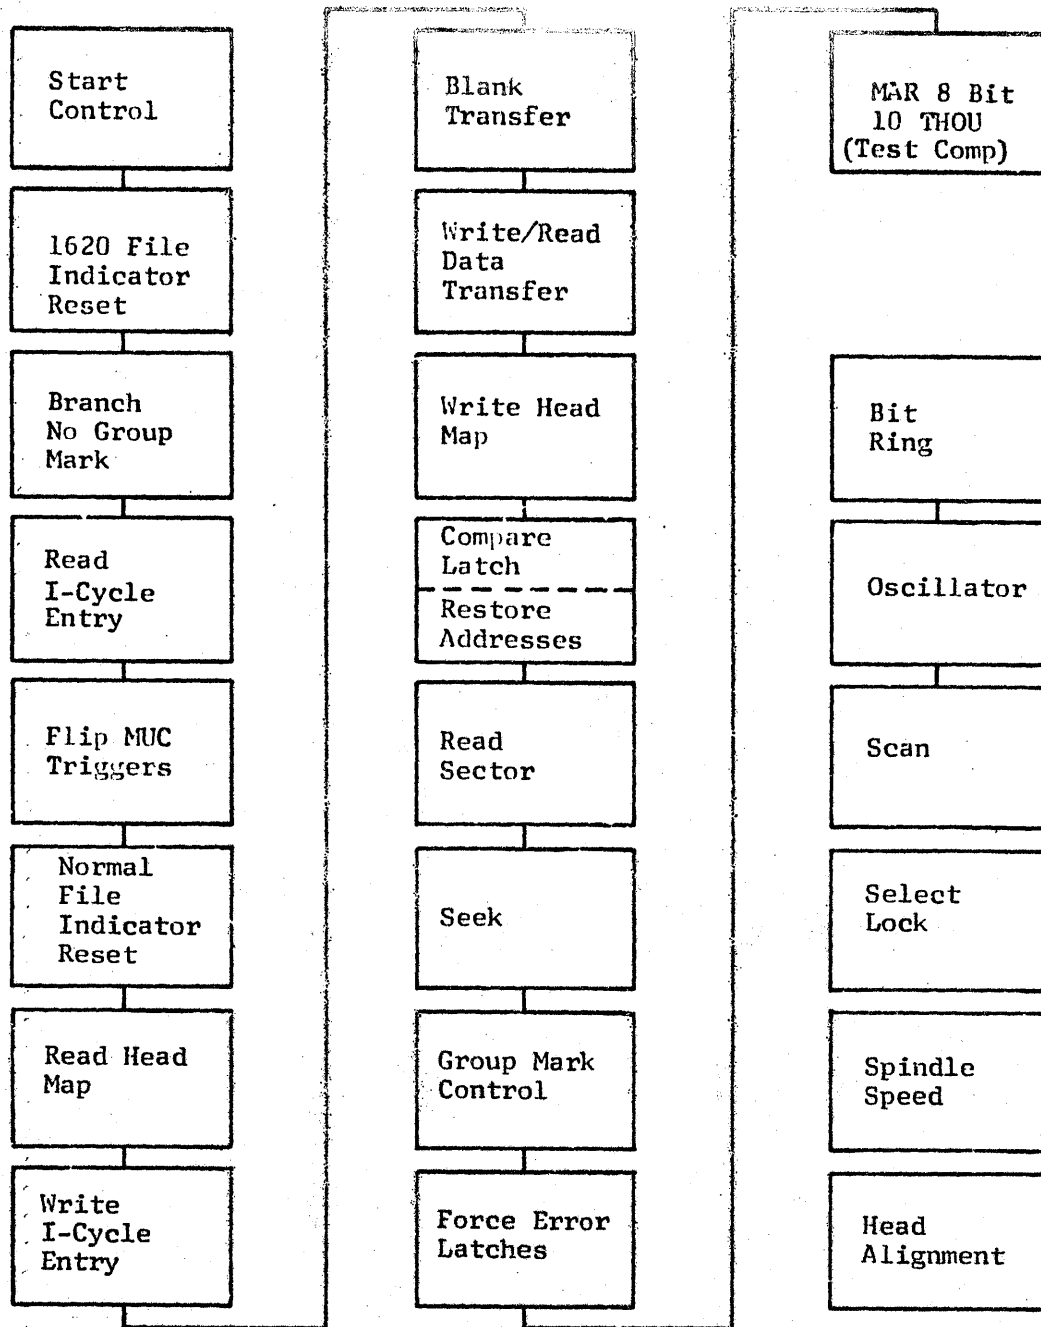 Start
Control
1620 File
Indicator
Reset
Branch
No Group
Mark
Read
I-Cycle
Entry
Flip MUC
Triggers
Normal
File
Indicator
Reset
Read Head
Map
Write
I-Cycle
Entry
Blank
Transfer
Write/Read
Data
Transfer
Write Head
Map
Compare
Latch
Restore
Addresses
Read
Sector
Seek
Group Mark
Control
Force Error
Latches
MAR 8 Bit
10 THOU
(Test Comp)
Bit
Ring
Oscillator
Scan
Select
Lock
Spindle
Speed
Head
Alignment